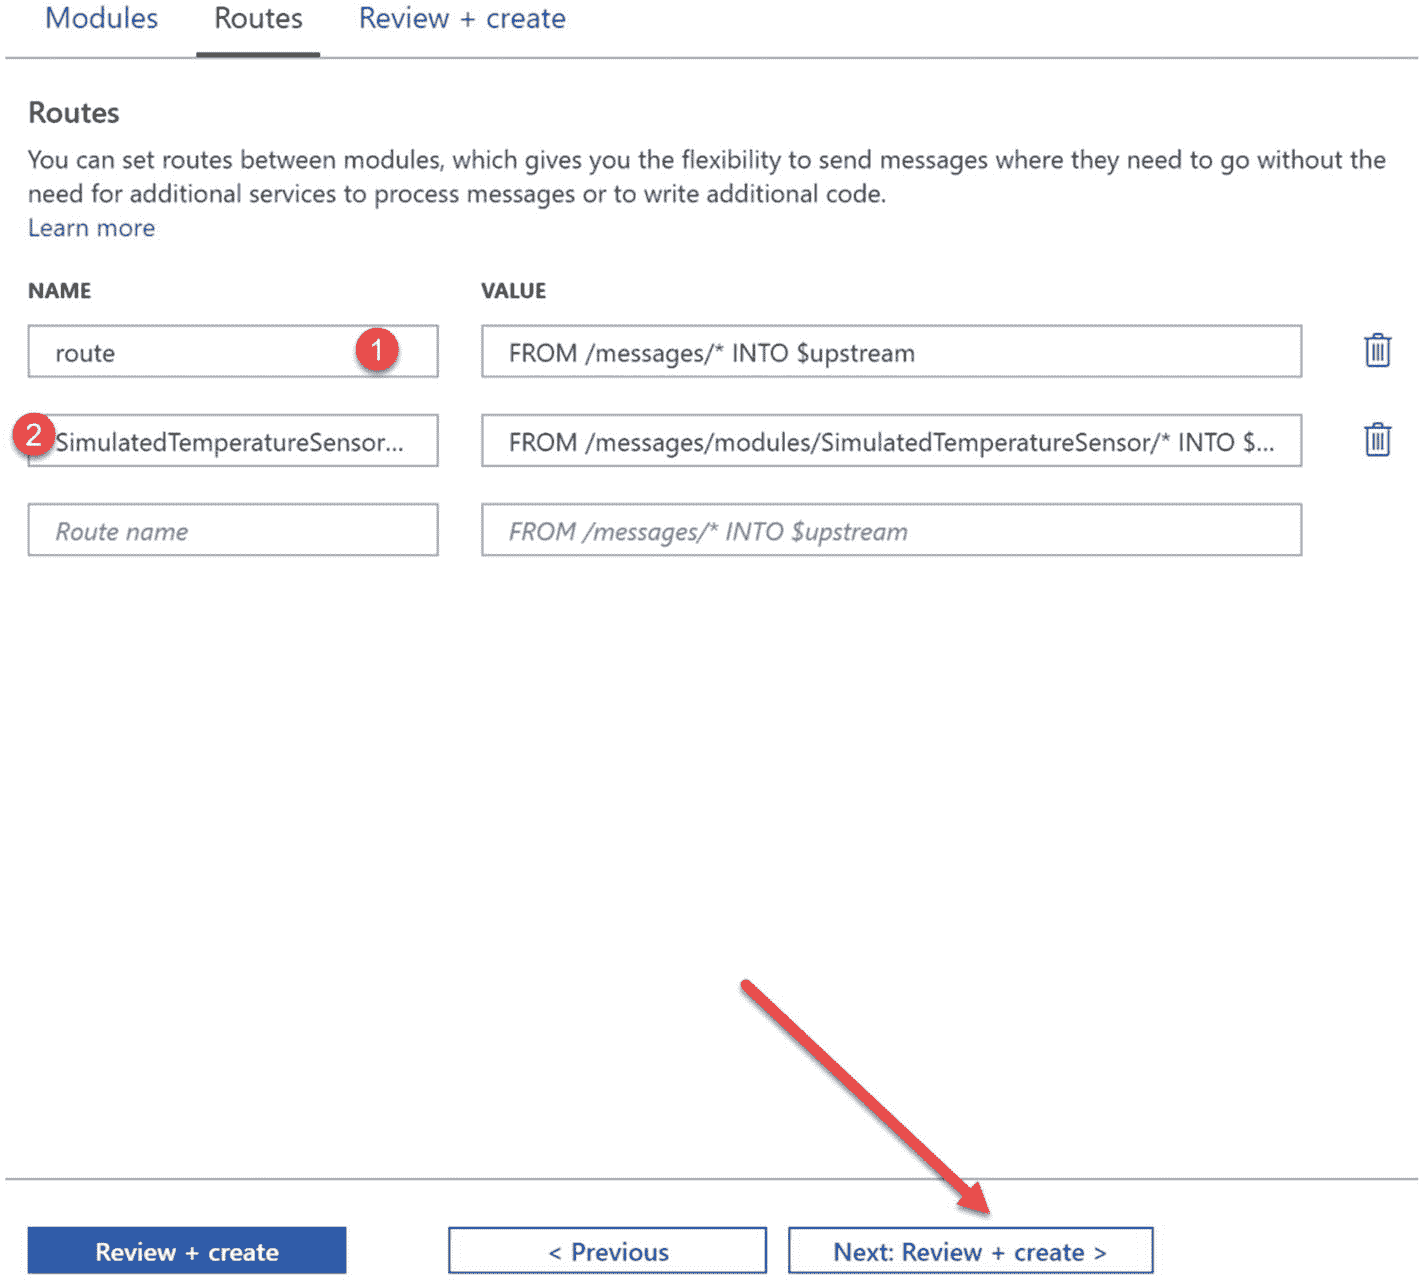 Modules Routes Review + create
Routes
You can set routes between modules, which gives you the flexibility to send messages where they need to go without the
need for additional services to process messages or to write additional code.
Learn more
NAME VALUE
route 1 FROM /messages/* INTO $upstream
2 SimulatedTemperatureSensor... FROM /messages/modules/SimulatedTemperatureSensor/* INTO $...
Route name FROM /messages/* INTO $upstream
Review + create < Previous Next: Review + create >